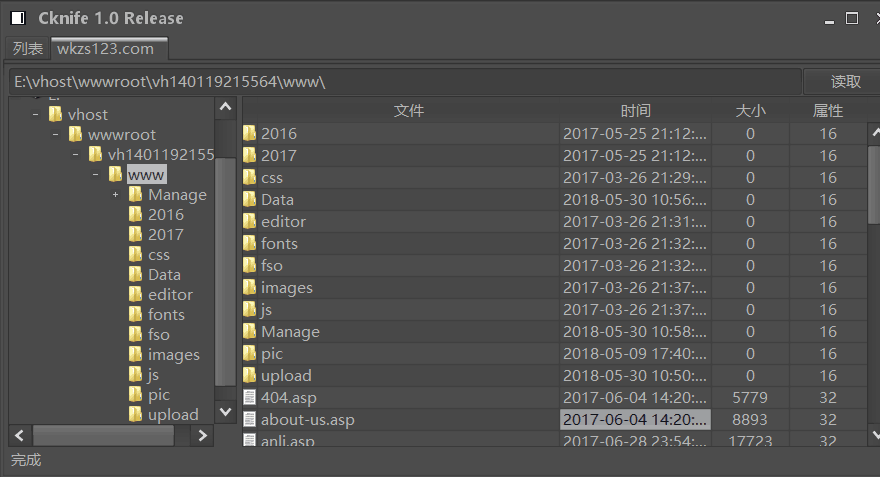 Cknife 1.0 Release
列表 wkzs123.com
E:\vhost\wwwroot\vh140119215564\www\ 读取
文件 时间 大小 属性
vhost
wwwroot
vh1401192155
www
Manage
2016
2017
css
Data
editor
fonts
fso
images
js
pic
upload
2016 2017-05-25 21:12:... 0 16
2017 2017-05-25 21:12:... 0 16
css 2017-03-26 21:29:... 0 16
Data 2018-05-30 10:56:... 0 16
editor 2017-03-26 21:31:... 0 16
fonts 2017-03-26 21:32:... 0 16
fso 2017-03-26 21:32:... 0 16
images 2017-03-26 21:37:... 0 16
js 2017-03-26 21:37:... 0 16
Manage 2018-05-30 10:58:... 0 16
pic 2018-05-09 17:40:... 0 16
upload 2018-05-30 10:50:... 0 16
404.asp 2017-06-04 14:20:... 5779 32
about-us.asp 2017-06-04 14:20:... 8893 32
anli.asp 2017-06-28 23:54:... 17723 32
完成